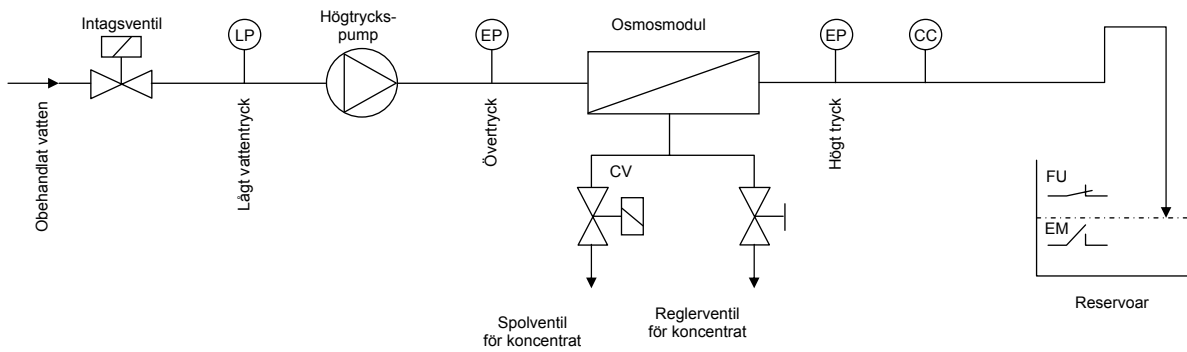 Intagsventil
LP
Högtrycks-
pump
EP
Osmosmodul
EP
CC
Obehandlat vatten
Lågt vattentryck
Övertryck
Högt tryck
CV
FU
EM
Spolventil
för koncentrat
Reglerventil
för koncentrat
Reservoar